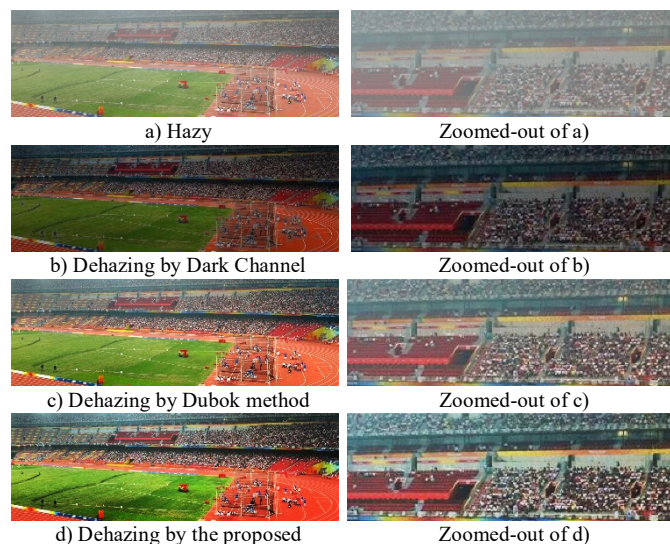 a) Hazy
Zoomed-out of a)
b) Dehazing by Dark Channel
Zoomed-out of b)
c) Dehazing by Dubok method
Zoomed-out of c)
d) Dehazing by the proposed
Zoomed-out of d)